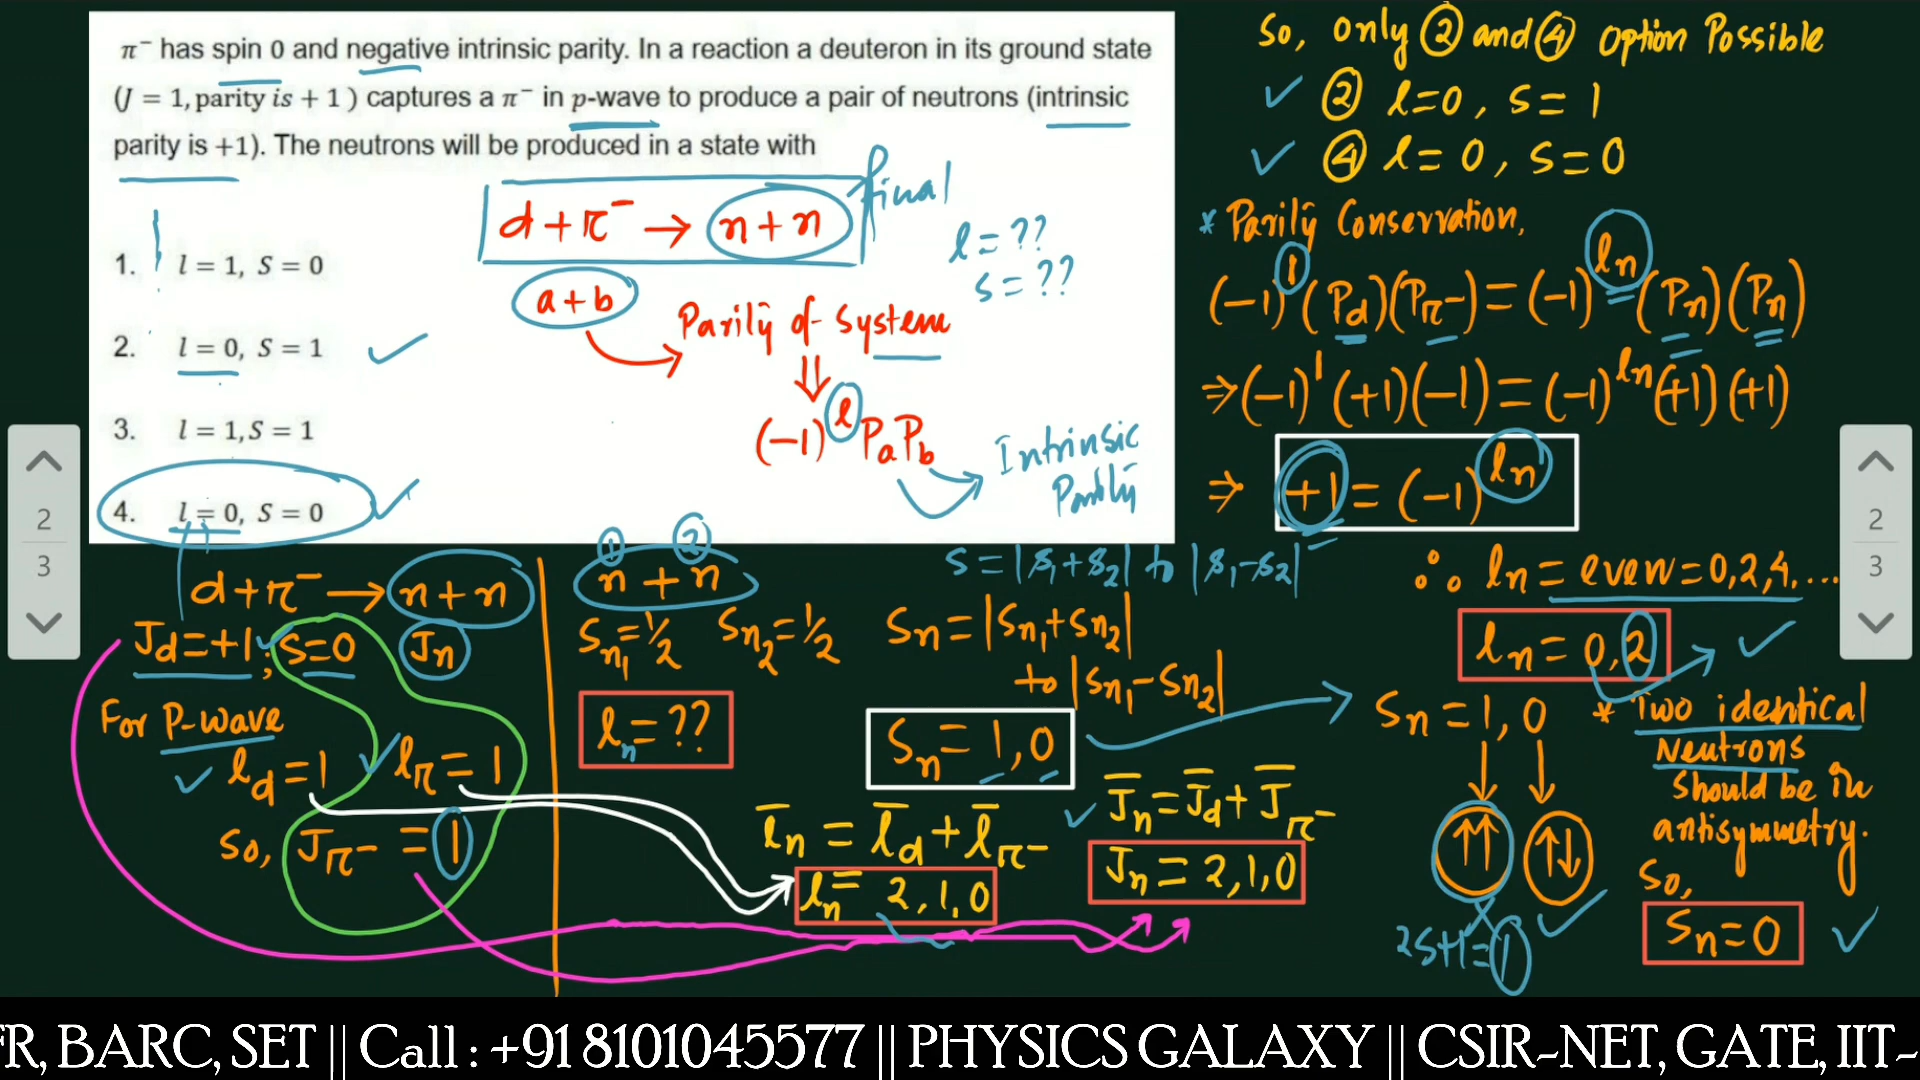 π⁻ has spin 0 and negative intrinsic parity. In a reaction a deuteron in its ground state
(J = 1, parity is + 1 ) captures a π⁻ in p-wave to produce a pair of neutrons (intrinsic
parity is +1). The neutrons will be produced in a state with
1. l = 1, S = 0
2. l = 0, S = 1
3. l = 1, S = 1
4. l = 0, S = 0
d + π⁻ → n + n
final
l = ??
s = ??
a + b
Parity of System
⇓
(-1)^l PaPb
Intrinsic
Parity
So, only ② and ④ option Possible
② l = 0, S = 1
④ l = 0, S = 0
* Parity Conservation,
(-1)^1 (Pd)(Pπ-) = (-1)^ln (Pn)(Pn)
⇒ (-1)^1 (+1)(-1) = (-1)^ln (+1)(+1)
⇒ +1 = (-1)^ln
∴ ln = even = 0,2,4,...
ln = 0,2
Sn = 1, 0
* Two identical
Neutrons
Should be in
antisymmetry.
So,
Sn = 0
↑↑ ↑↓
2S+1 = 1
d + π⁻ → n + n
Jd = +1 ; S = 0 Jn
For P-wave
ld = 1 lπ = 1
So, Jπ- = 1
① ②
n + n
Sn1 = 1/2 Sn2 = 1/2
ln = ??
S = |s1+s2| to |s1-s2|
Sn = |Sn1+Sn2|
to |Sn1-Sn2|
Sn = 1,0
l̄n = l̄d + l̄π-
ln = 2,1,0
J̄n = J̄d + J̄π-
Jn = 2,1,0
2
3
2
3
FR, BARC, SET || Call : +91 8101045577 || PHYSICS GALAXY || CSIR-NET, GATE, IIT-